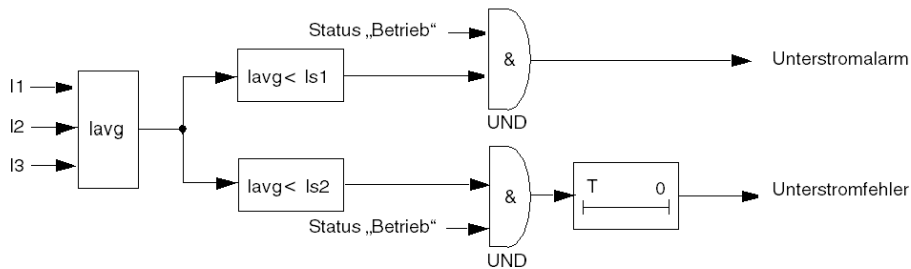 Status „Betrieb“
&
Unterstromalarm
UND
I1
I2
I3
Iavg
Iavg< Is1
Iavg< Is2
&
T 0
Unterstromfehler
Status „Betrieb“
UND